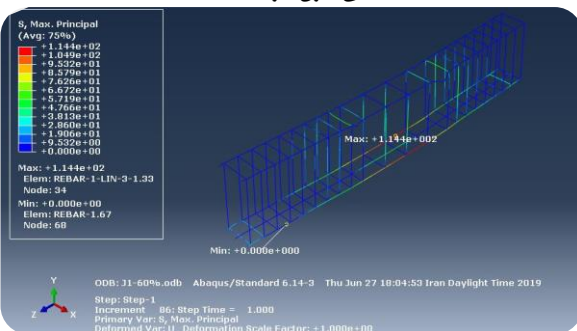 S, Max. Principal
(Avg: 75%)
+1.144e+02
+1.049e+02
+9.532e+01
+8.579e+01
+7.626e+01
+6.672e+01
+5.719e+01
+4.766e+01
+3.813e+01
+2.860e+01
+1.906e+01
+9.532e+00
+0.000e+00
Max: +1.144e+02
Elem: REBAR-1-LIN-3-1.33
Node: 34
Min: +0.000e+00
Elem: REBAR-1.67
Node: 68
Max: +1.144e+002
Min: +0.000e+000
Y
Z X
ODB: J1-60%.odb Abaqus/Standard 6.14-3 Thu Jun 27 18:04:53 Iran Daylight Time 2019
Step: Step-1
Increment 86: Step Time = 1.000
Primary Var: S, Max. Principal
Deformed Var: U Deformation Scale Factor: +1.000e+00